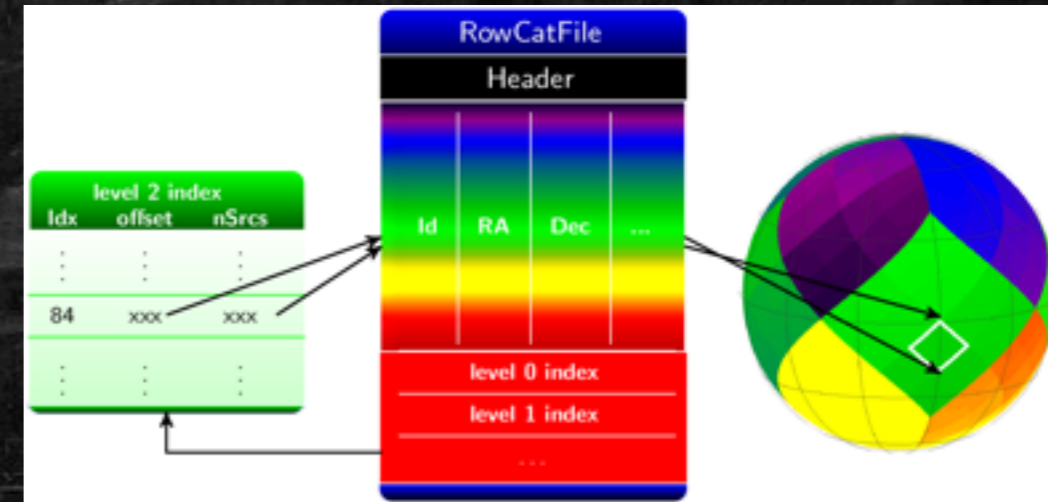 RowCatFile
Header
level 2 index
Idx offset nSrcs
⋮ ⋮ ⋮
84 xxx xxx
⋮ ⋮ ⋮
Id RA Dec ...
level 0 index
level 1 index
...